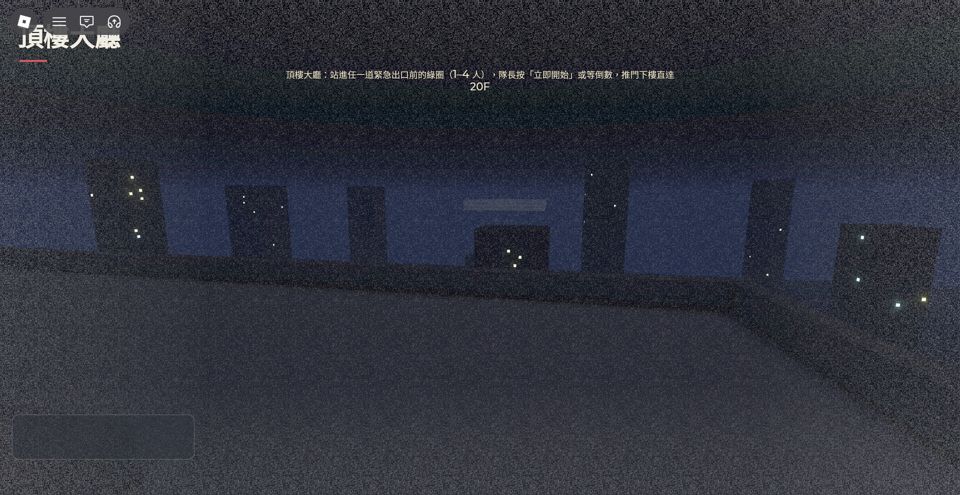 頂樓大廳
頂樓大廳：站進任一道緊急出口前的綠圈（1–4 人），隊長按「立即開始」或等倒數，推門下樓直達
20F